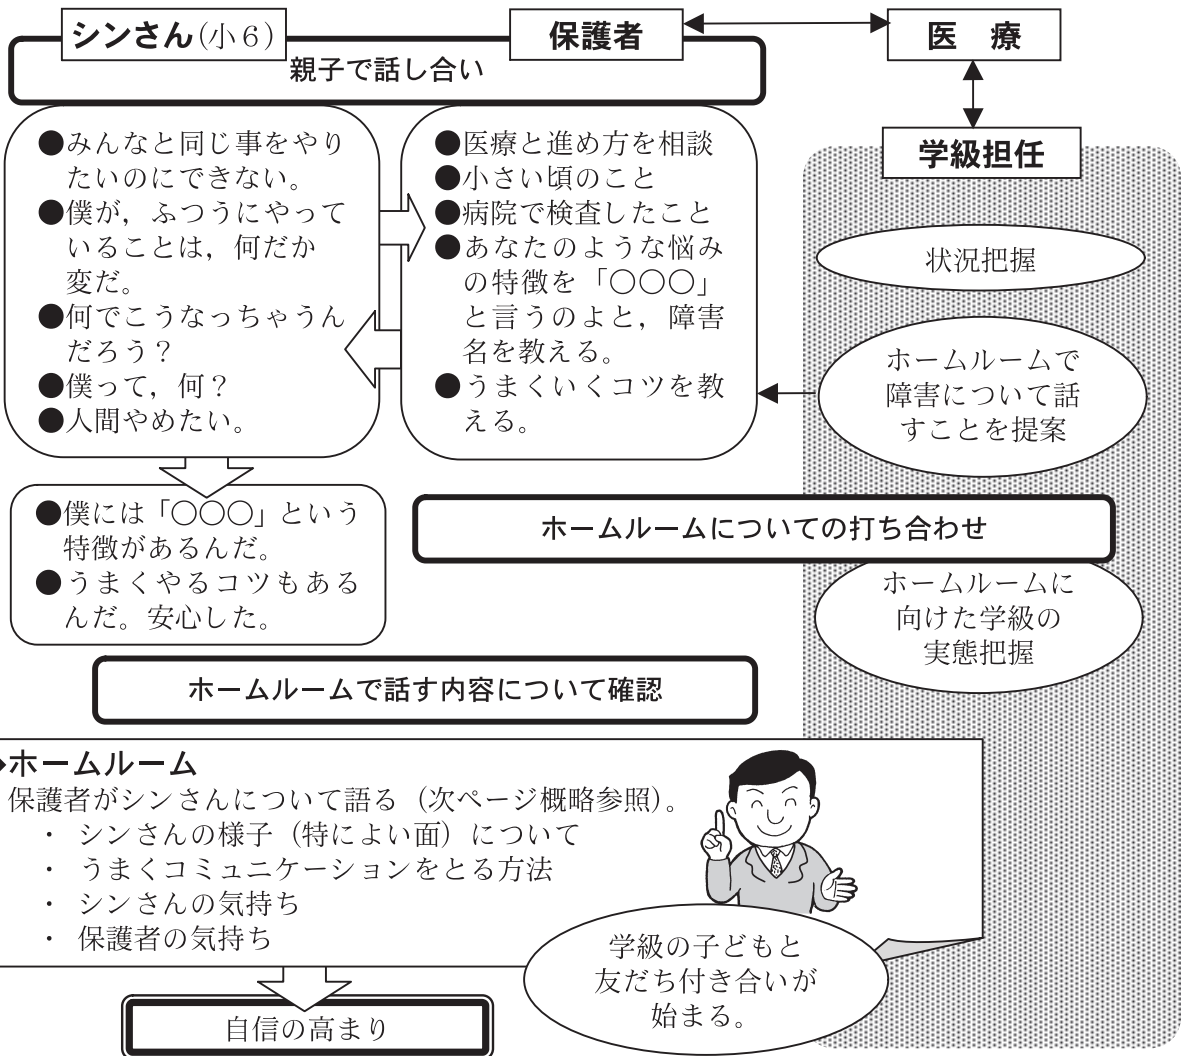 シンさん(小6)
保護者
医　療
親子で話し合い
学級担任
●みんなと同じ事をやり
たいのにできない。
●僕が，ふつうにやって
いることは，何だか
変だ。
●何でこうなっちゃうん
だろう？
●僕って，何？
●人間やめたい。
●医療と進め方を相談
●小さい頃のこと
●病院で検査したこと
●あなたのような悩み
の特徴を「〇〇〇」
と言うのよと，障害
名を教える。
●うまくいくコツを教
える。
状況把握
ホームルームで
障害について話
すことを提案
●僕には「〇〇〇」という
特徴があるんだ。
●うまくやるコツもある
んだ。安心した。
ホームルームについての打ち合わせ
ホームルームに
向けた学級の
実態把握
ホームルームで話す内容について確認
◆ホームルーム
保護者がシンさんについて語る（次ページ概略参照）。
・ シンさんの様子（特によい面）について
・ うまくコミュニケーションをとる方法
・ シンさんの気持ち
・ 保護者の気持ち
学級の子どもと
友だち付き合いが
始まる。
自信の高まり